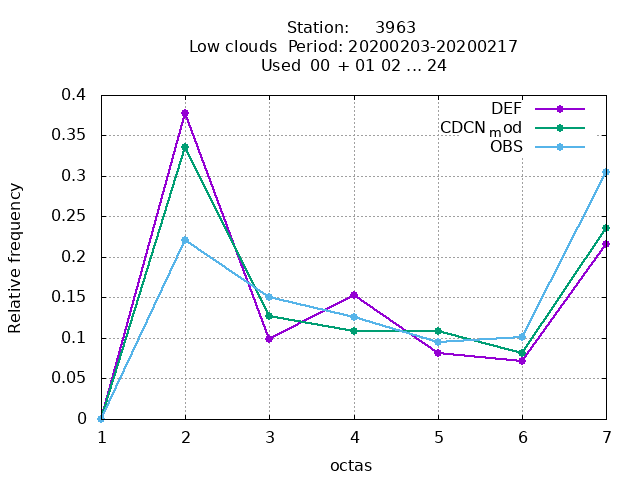 Station: 3963
Low clouds Period: 20200203-20200217
Used 00 + 01 02 ... 24
DEF
CDCN_mod
OBS
0.4
0.35
0.3
0.25
0.2
0.15
0.1
0.05
0
Relative frequency
1 2 3 4 5 6 7
octas